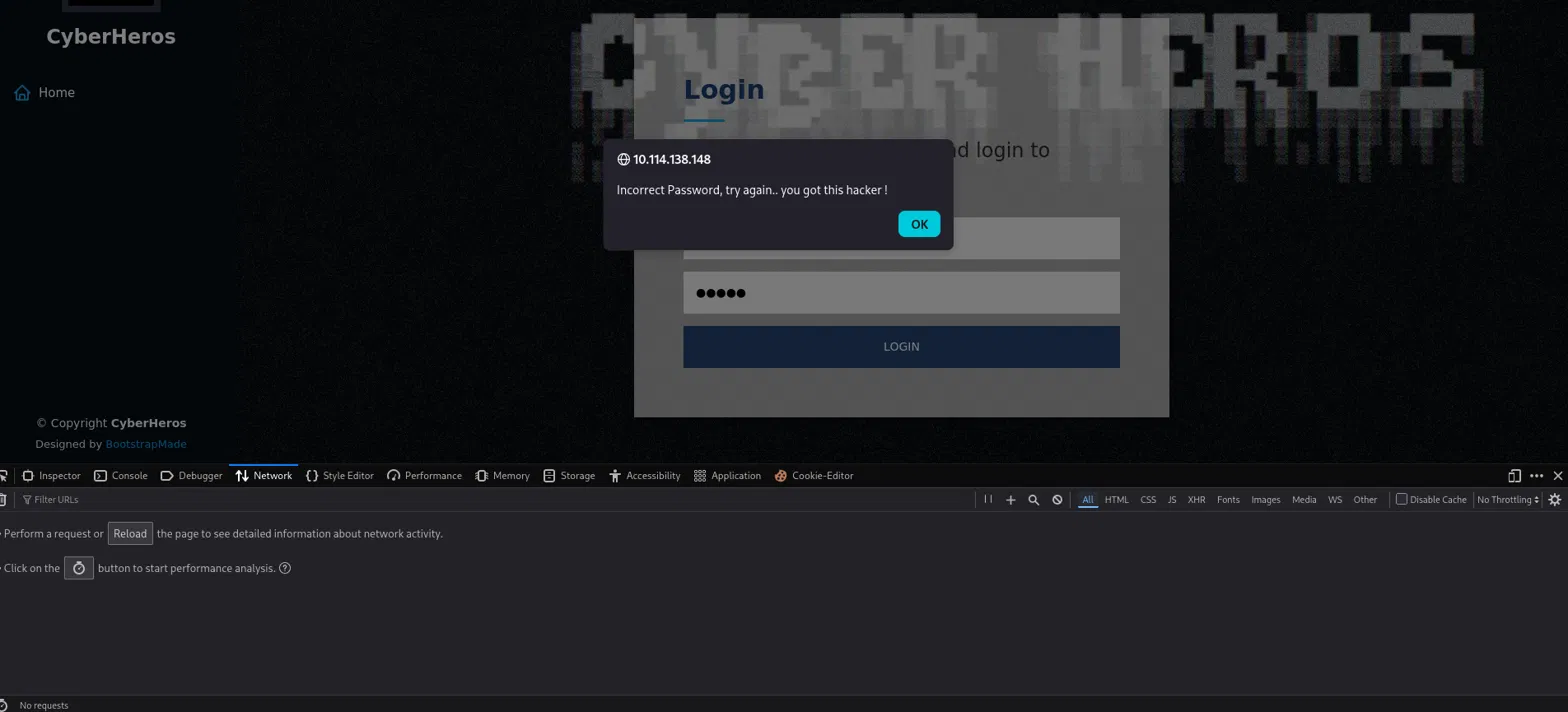 CYBER HEROS
CyberHeros
Home
Login
nd login to
10.114.138.148
Incorrect Password, try again.. you got this hacker !
OK
●●●●●
LOGIN
© Copyright CyberHeros
Designed by BootstrapMade
Inspector Console Debugger Network Style Editor Performance Memory Storage Accessibility Application Cookie-Editor
Filter URLs All HTML CSS JS XHR Fonts Images Media WS Other Disable Cache No Throttling
Perform a request or Reload the page to see detailed information about network activity.
Click on the button to start performance analysis.
No requests